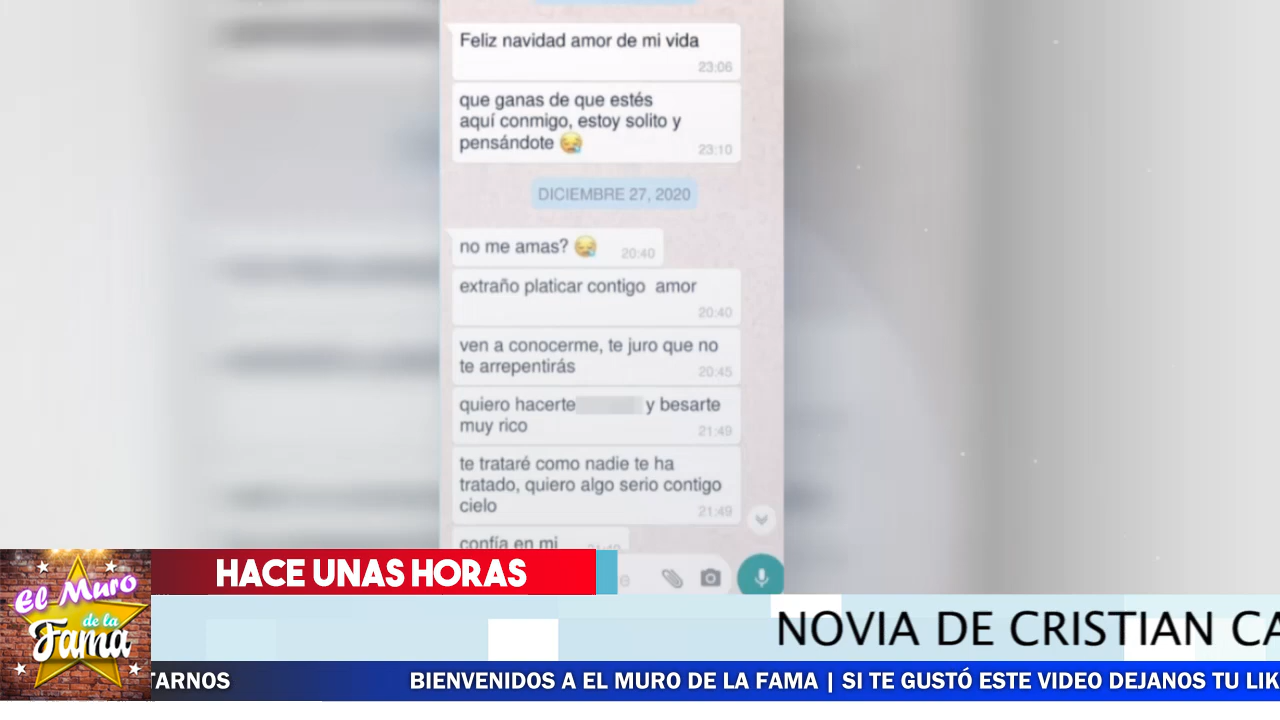 Feliz navidad amor de mi vida
23:06
que ganas de que estés
aquí conmigo, estoy solito y
pensándote 😪
23:10
DICIEMBRE 27, 2020
no me amas? 😪 20:40
extraño platicar contigo amor
20:40
ven a conocerme, te juro que no
te arrepentirás
20:45
quiero hacerte y besarte
muy rico
21:49
te trataré como nadie te ha
tratado, quiero algo serio contigo
cielo
21:49
confía en mi
HACE UNAS HORAS
El Muro
de la
Fama
NOVIA DE CRISTIAN CA
TARNOS BIENVENIDOS A EL MURO DE LA FAMA | SI TE GUSTÓ ESTE VIDEO DEJANOS TU LIK